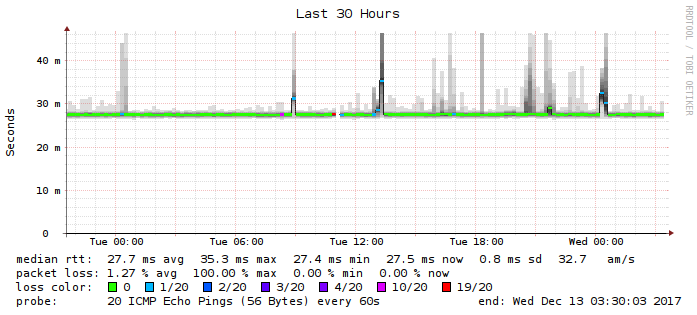 Last 30 Hours
RRDTOOL / TOBI OETIKER
Seconds
40 m
30 m
20 m
10 m
0
Tue 00:00 Tue 06:00 Tue 12:00 Tue 18:00 Wed 00:00
median rtt: 27.7 ms avg 35.3 ms max 27.4 ms min 27.5 ms now 0.8 ms sd 32.7 am/s
packet loss: 1.27 % avg 100.00 % max 0.00 % min 0.00 % now
loss color: 0 1/20 2/20 3/20 4/20 10/20 19/20
probe: 20 ICMP Echo Pings (56 Bytes) every 60s end: Wed Dec 13 03:30:03 2017